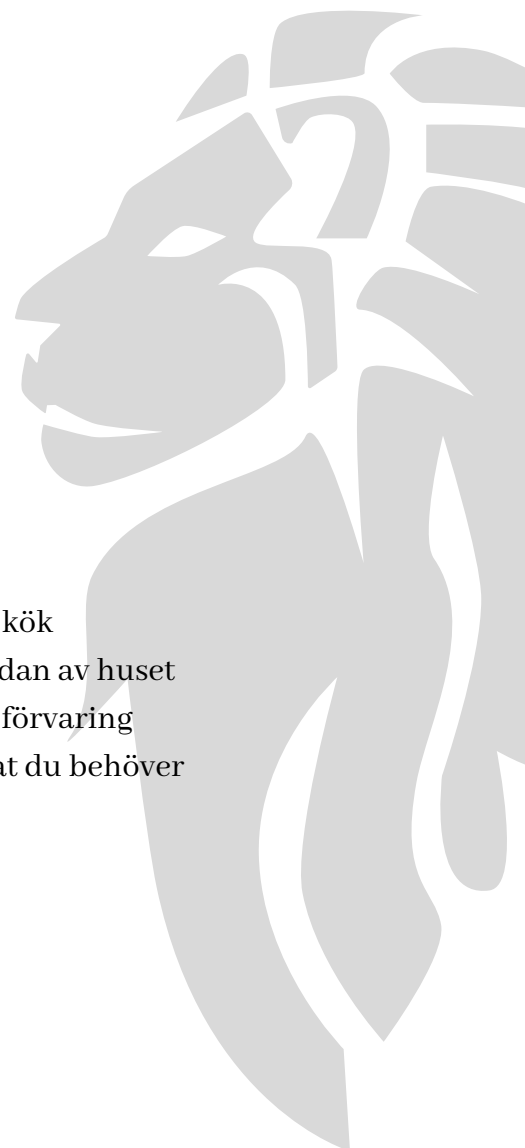 kök
dan av huset
förvaring
at du behöver